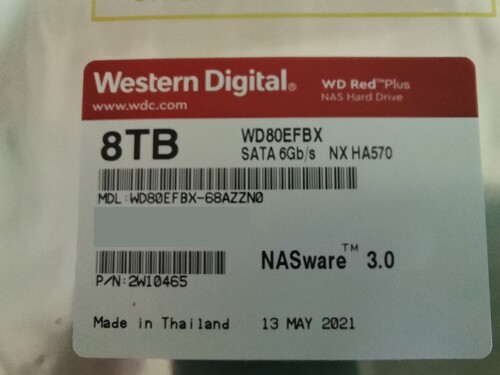 Western Digital®
WD Red™Plus
www.wdc.com
NAS Hard Drive
8TB
WD80EFBX
SATA 6Gb/s NX HA570
MDL:WD80EFBX-68AZZN0
NASware™ 3.0
P/N:2W10465
Made in Thailand
13 MAY 2021